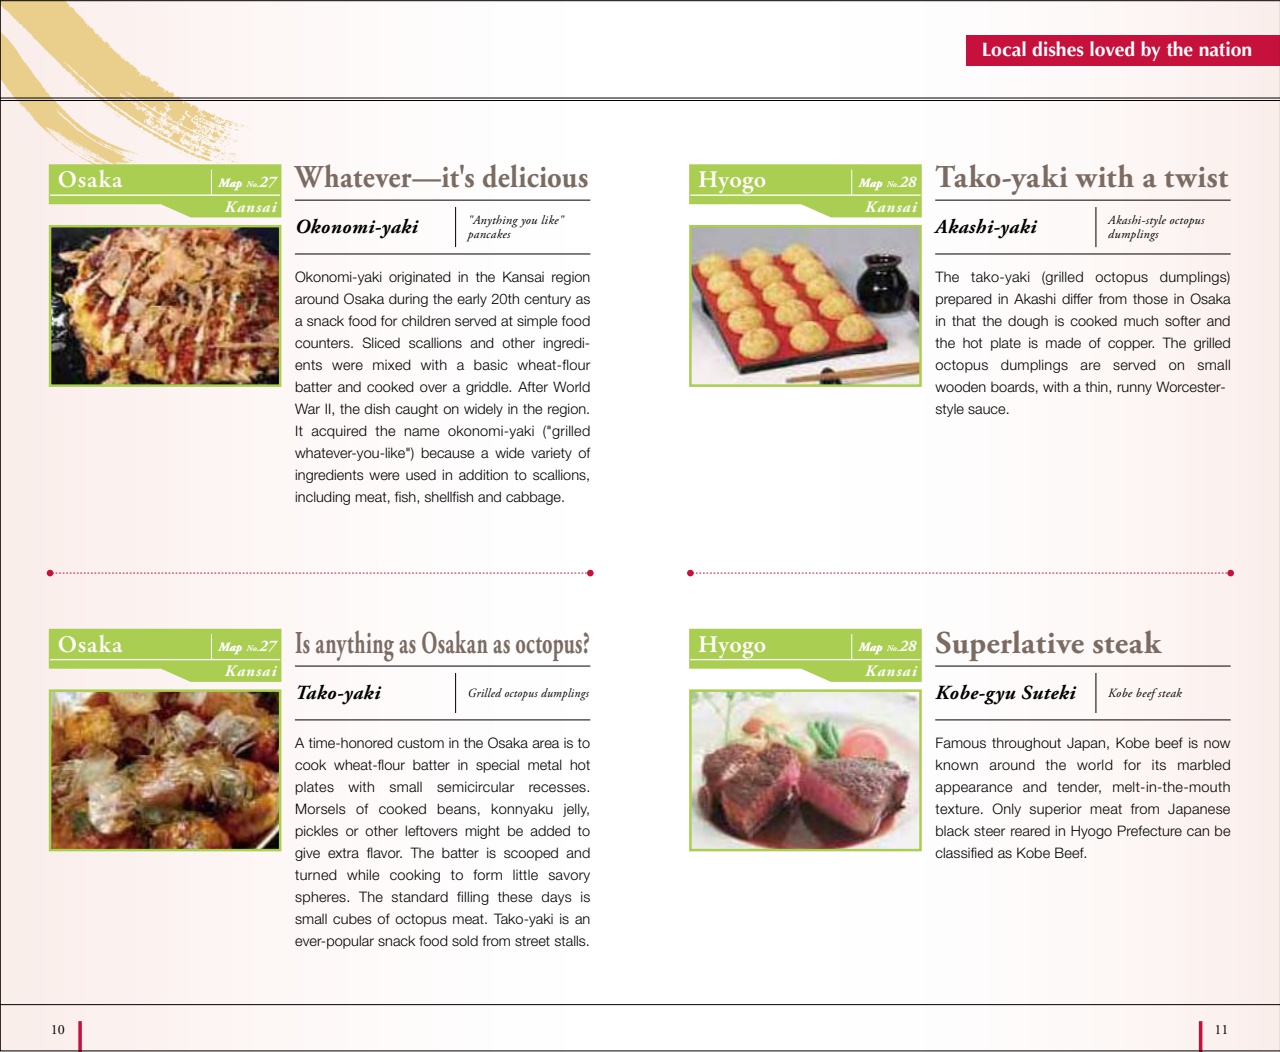 Local dishes loved by the nation
Osaka
Map No.27
Kansai
Whatever—it's delicious
Okonomi-yaki
"Anything you like"
pancakes
Okonomi-yaki originated in the Kansai region
around Osaka during the early 20th century as
a snack food for children served at simple food
counters. Sliced scallions and other ingredi-
ents were mixed with a basic wheat-flour
batter and cooked over a griddle. After World
War II, the dish caught on widely in the region.
It acquired the name okonomi-yaki ("grilled
whatever-you-like") because a wide variety of
ingredients were used in addition to scallions,
including meat, fish, shellfish and cabbage.
Osaka
Map No.27
Kansai
Is anything as Osakan as octopus?
Tako-yaki
Grilled octopus dumplings
A time-honored custom in the Osaka area is to
cook wheat-flour batter in special metal hot
plates with small semicircular recesses.
Morsels of cooked beans, konnyaku jelly,
pickles or other leftovers might be added to
give extra flavor. The batter is scooped and
turned while cooking to form little savory
spheres. The standard filling these days is
small cubes of octopus meat. Tako-yaki is an
ever-popular snack food sold from street stalls.
10
Hyogo
Map No.28
Kansai
Tako-yaki with a twist
Akashi-yaki
Akashi-style octopus
dumplings
The tako-yaki (grilled octopus dumplings)
prepared in Akashi differ from those in Osaka
in that the dough is cooked much softer and
the hot plate is made of copper. The grilled
octopus dumplings are served on small
wooden boards, with a thin, runny Worcester-
style sauce.
Hyogo
Map No.28
Kansai
Superlative steak
Kobe-gyu Suteki
Kobe beef steak
Famous throughout Japan, Kobe beef is now
known around the world for its marbled
appearance and tender, melt-in-the-mouth
texture. Only superior meat from Japanese
black steer reared in Hyogo Prefecture can be
classified as Kobe Beef.
11